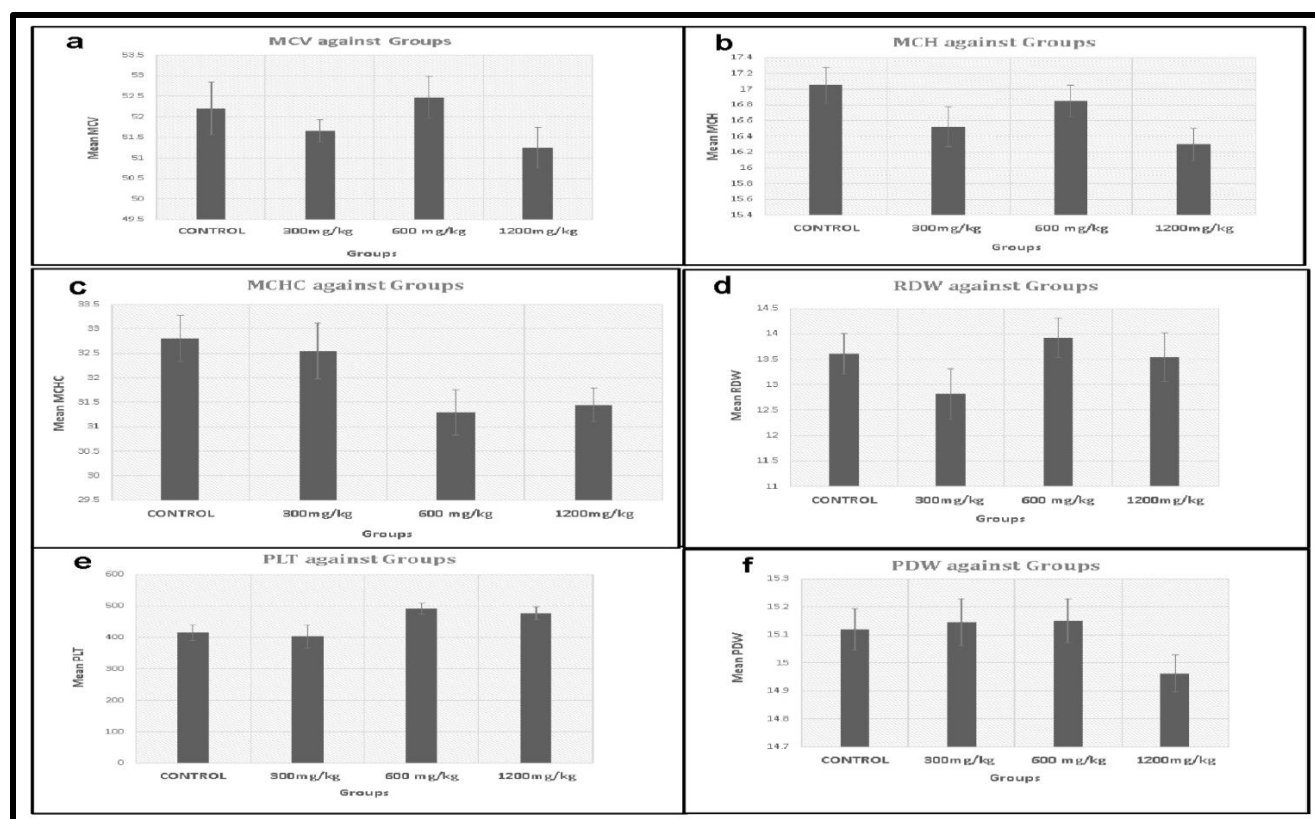 a
MCV against Groups
53.5
53
52.5
52
51.5
51
50.5
50
49.5
Mean MCV
CONTROL 300mg/kg 600 mg/kg 1200mg/kg
Groups
b
MCH against Groups
17.4
17.2
17
16.8
16.6
16.4
16.2
16
15.8
15.6
15.4
Mean MCH
CONTROL 300mg/kg 600 mg/kg 1200mg/kg
Groups
c
MCHC against Groups
33.5
33
32.5
32
31.5
31
30.5
30
29.5
Mean MCHC
CONTROL 300mg/kg 600 mg/kg 1200mg/kg
Groups
d
RDW against Groups
14.5
14
13.5
13
12.5
12
11.5
11
Mean RDW
CONTROL 300mg/kg 600 mg/kg 1200mg/kg
Groups
e
PLT against Groups
600
500
400
300
200
100
0
Mean PLT
CONTROL 300mg/kg 600 mg/kg 1200mg/kg
Groups
f
PDW against Groups
15.3
15.2
15.1
15
14.9
14.8
14.7
Mean PDW
CONTROL 300mg/kg 600 mg/kg 1200mg/kg
Groups